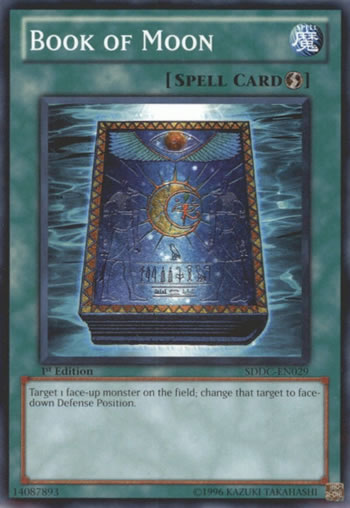 Book of Moon
魔
[Spell Card]
1st Edition
SDDC-EN029
Target 1 face-up monster on the field; change that target to face-
down Defense Position.
14087893
©1996 KAZUKI TAKAHASHI